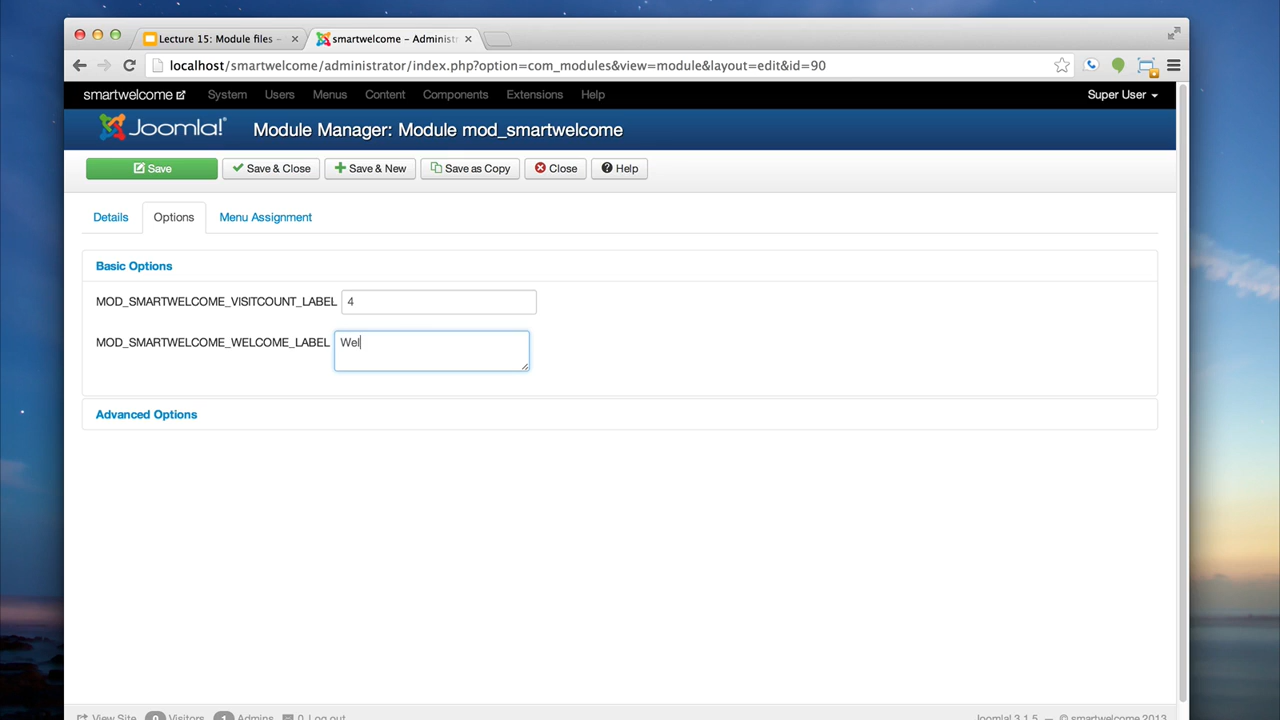 Lecture 15: Module files –
smartwelcome – Administ
localhost/smartwelcome/administrator/index.php?option=com_modules&view=module&layout=edit&id=90
smartwelcome System Users Menus Content Components Extensions Help Super User
Joomla! Module Manager: Module mod_smartwelcome
Save Save & Close Save & New Save as Copy Close Help
Details Options Menu Assignment
Basic Options
MOD_SMARTWELCOME_VISITCOUNT_LABEL 4
MOD_SMARTWELCOME_WELCOME_LABEL Wel
Advanced Options
View Site 0 Visitors 1 Admins 0 Log out Joomla! 3.1.5 — © smartwelcome 2013